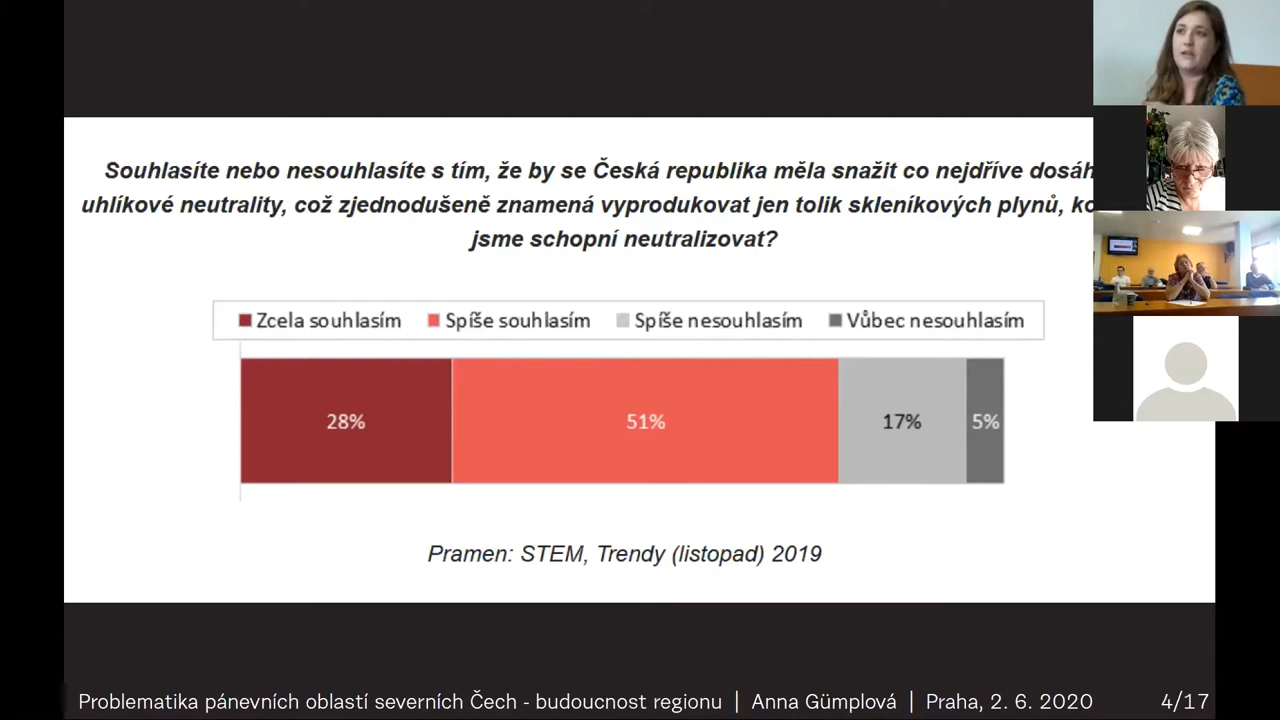 Souhlasíte nebo nesouhlasíte s tím, že by se Česká republika měla snažit co nejdříve
uhlíkové neutrality, což zjednodušeně znamená vyprodukovat jen tolik skleníkových plynů,
jsme schopní neutralizovat?
Zcela souhlasím Spíše souhlasím Spíše nesouhlasím Vůbec nesouhlasím
28% 51% 17% 5%
Pramen: STEM, Trendy (listopad) 2019
Problematika pánevních oblastí severních Čech - budoucnost regionu | Anna Gümplová | Praha, 2. 6. 2020 4/17